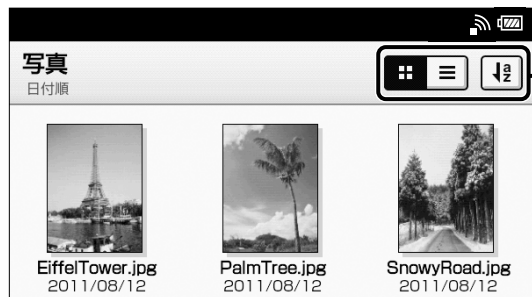 写真
日付順
a
z
EiffelTower.jpg
PalmTree.jpg
SnowyRoad.jpg
2011/08/12
2011/08/12
2011/08/12